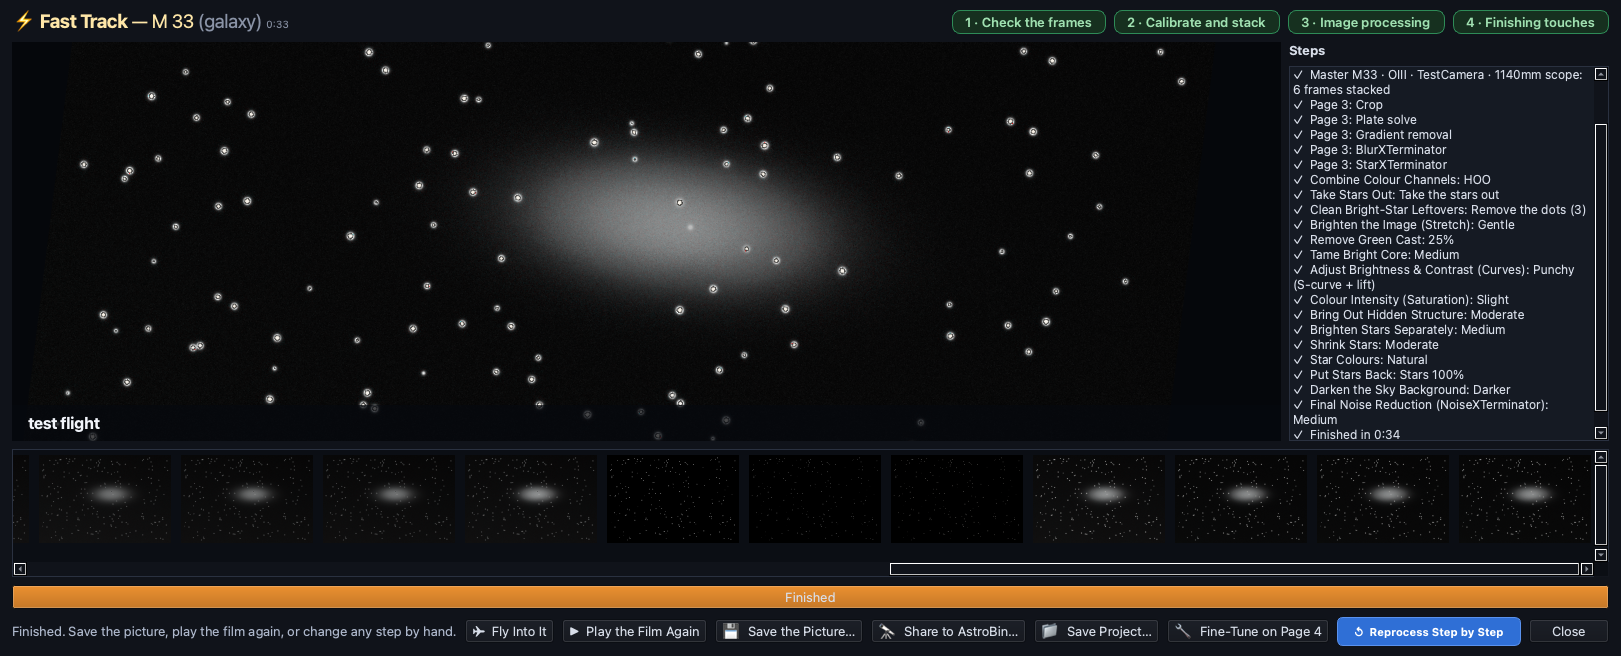 ⚡ Fast Track — M 33 (galaxy) 0:33
1 · Check the frames
2 · Calibrate and stack
3 · Image processing
4 · Finishing touches
Steps
✓ Master M33 · OIII · TestCamera · 1140mm scope:
6 frames stacked
✓ Page 3: Crop
✓ Page 3: Plate solve
✓ Page 3: Gradient removal
✓ Page 3: BlurXTerminator
✓ Page 3: StarXTerminator
✓ Combine Colour Channels: HOO
✓ Take Stars Out: Take the stars out
✓ Clean Bright-Star Leftovers: Remove the dots (3)
✓ Brighten the Image (Stretch): Gentle
✓ Remove Green Cast: 25%
✓ Tame Bright Core: Medium
✓ Adjust Brightness & Contrast (Curves): Punchy
(S-curve + lift)
✓ Colour Intensity (Saturation): Slight
✓ Bring Out Hidden Structure: Moderate
✓ Brighten Stars Separately: Medium
✓ Shrink Stars: Moderate
✓ Star Colours: Natural
✓ Put Stars Back: Stars 100%
✓ Darken the Sky Background: Darker
✓ Final Noise Reduction (NoiseXTerminator):
Medium
✓ Finished in 0:34
test flight
Finished
Finished. Save the picture, play the film again, or change any step by hand.
Fly Into It
Play the Film Again
Save the Picture...
Share to AstroBin...
Save Project...
Fine-Tune on Page 4
Reprocess Step by Step
Close